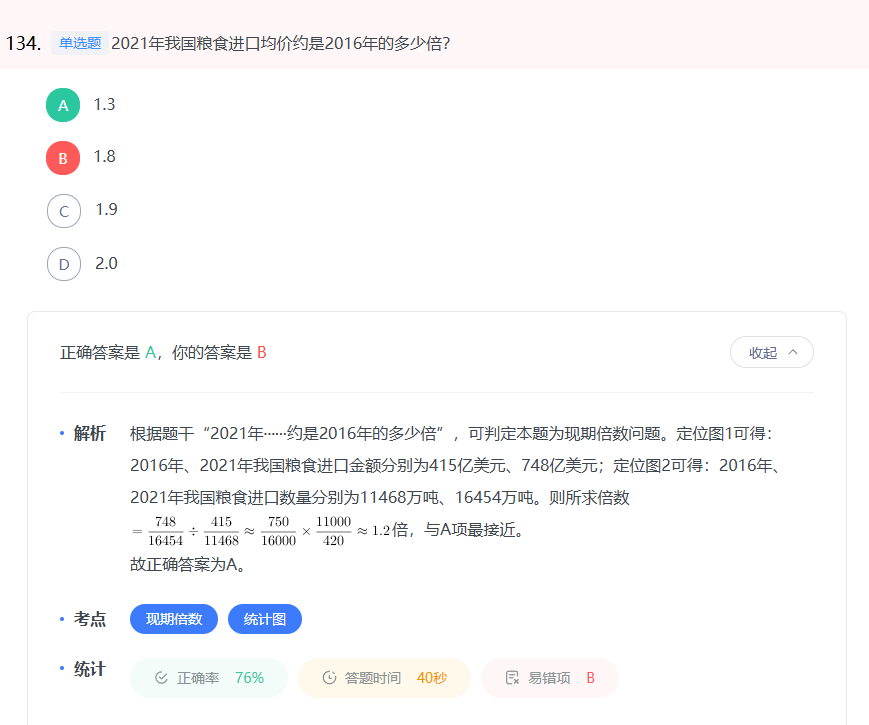 134. 单选题 2021年我国粮食进口均价约是2016年的多少倍?
A 1.3
B 1.8
C 1.9
D 2.0
正确答案是 A，你的答案是 B 收起
• 解析 根据题干“2021年……约是2016年的多少倍”，可判定本题为现期倍数问题。定位图1可得：
2016年、2021年我国粮食进口金额分别为415亿美元、748亿美元；定位图2可得：2016年、
2021年我国粮食进口数量分别为11468万吨、16454万吨。则所求倍数
= 748/16454 ÷ 415/11468 ≈ 750/16000 × 11000/420 ≈ 1.2倍，与A项最接近。
故正确答案为A。
• 考点 现期倍数 统计图
• 统计 正确率 76% 答题时间 40秒 易错项 B